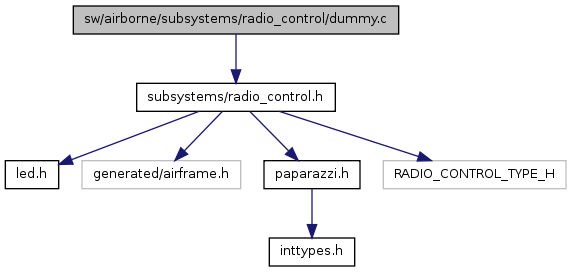 sw/airborne/subsystems/radio_control/dummy.c
subsystems/radio_control.h
led.h
generated/airframe.h
paparazzi.h
RADIO_CONTROL_TYPE_H
inttypes.h